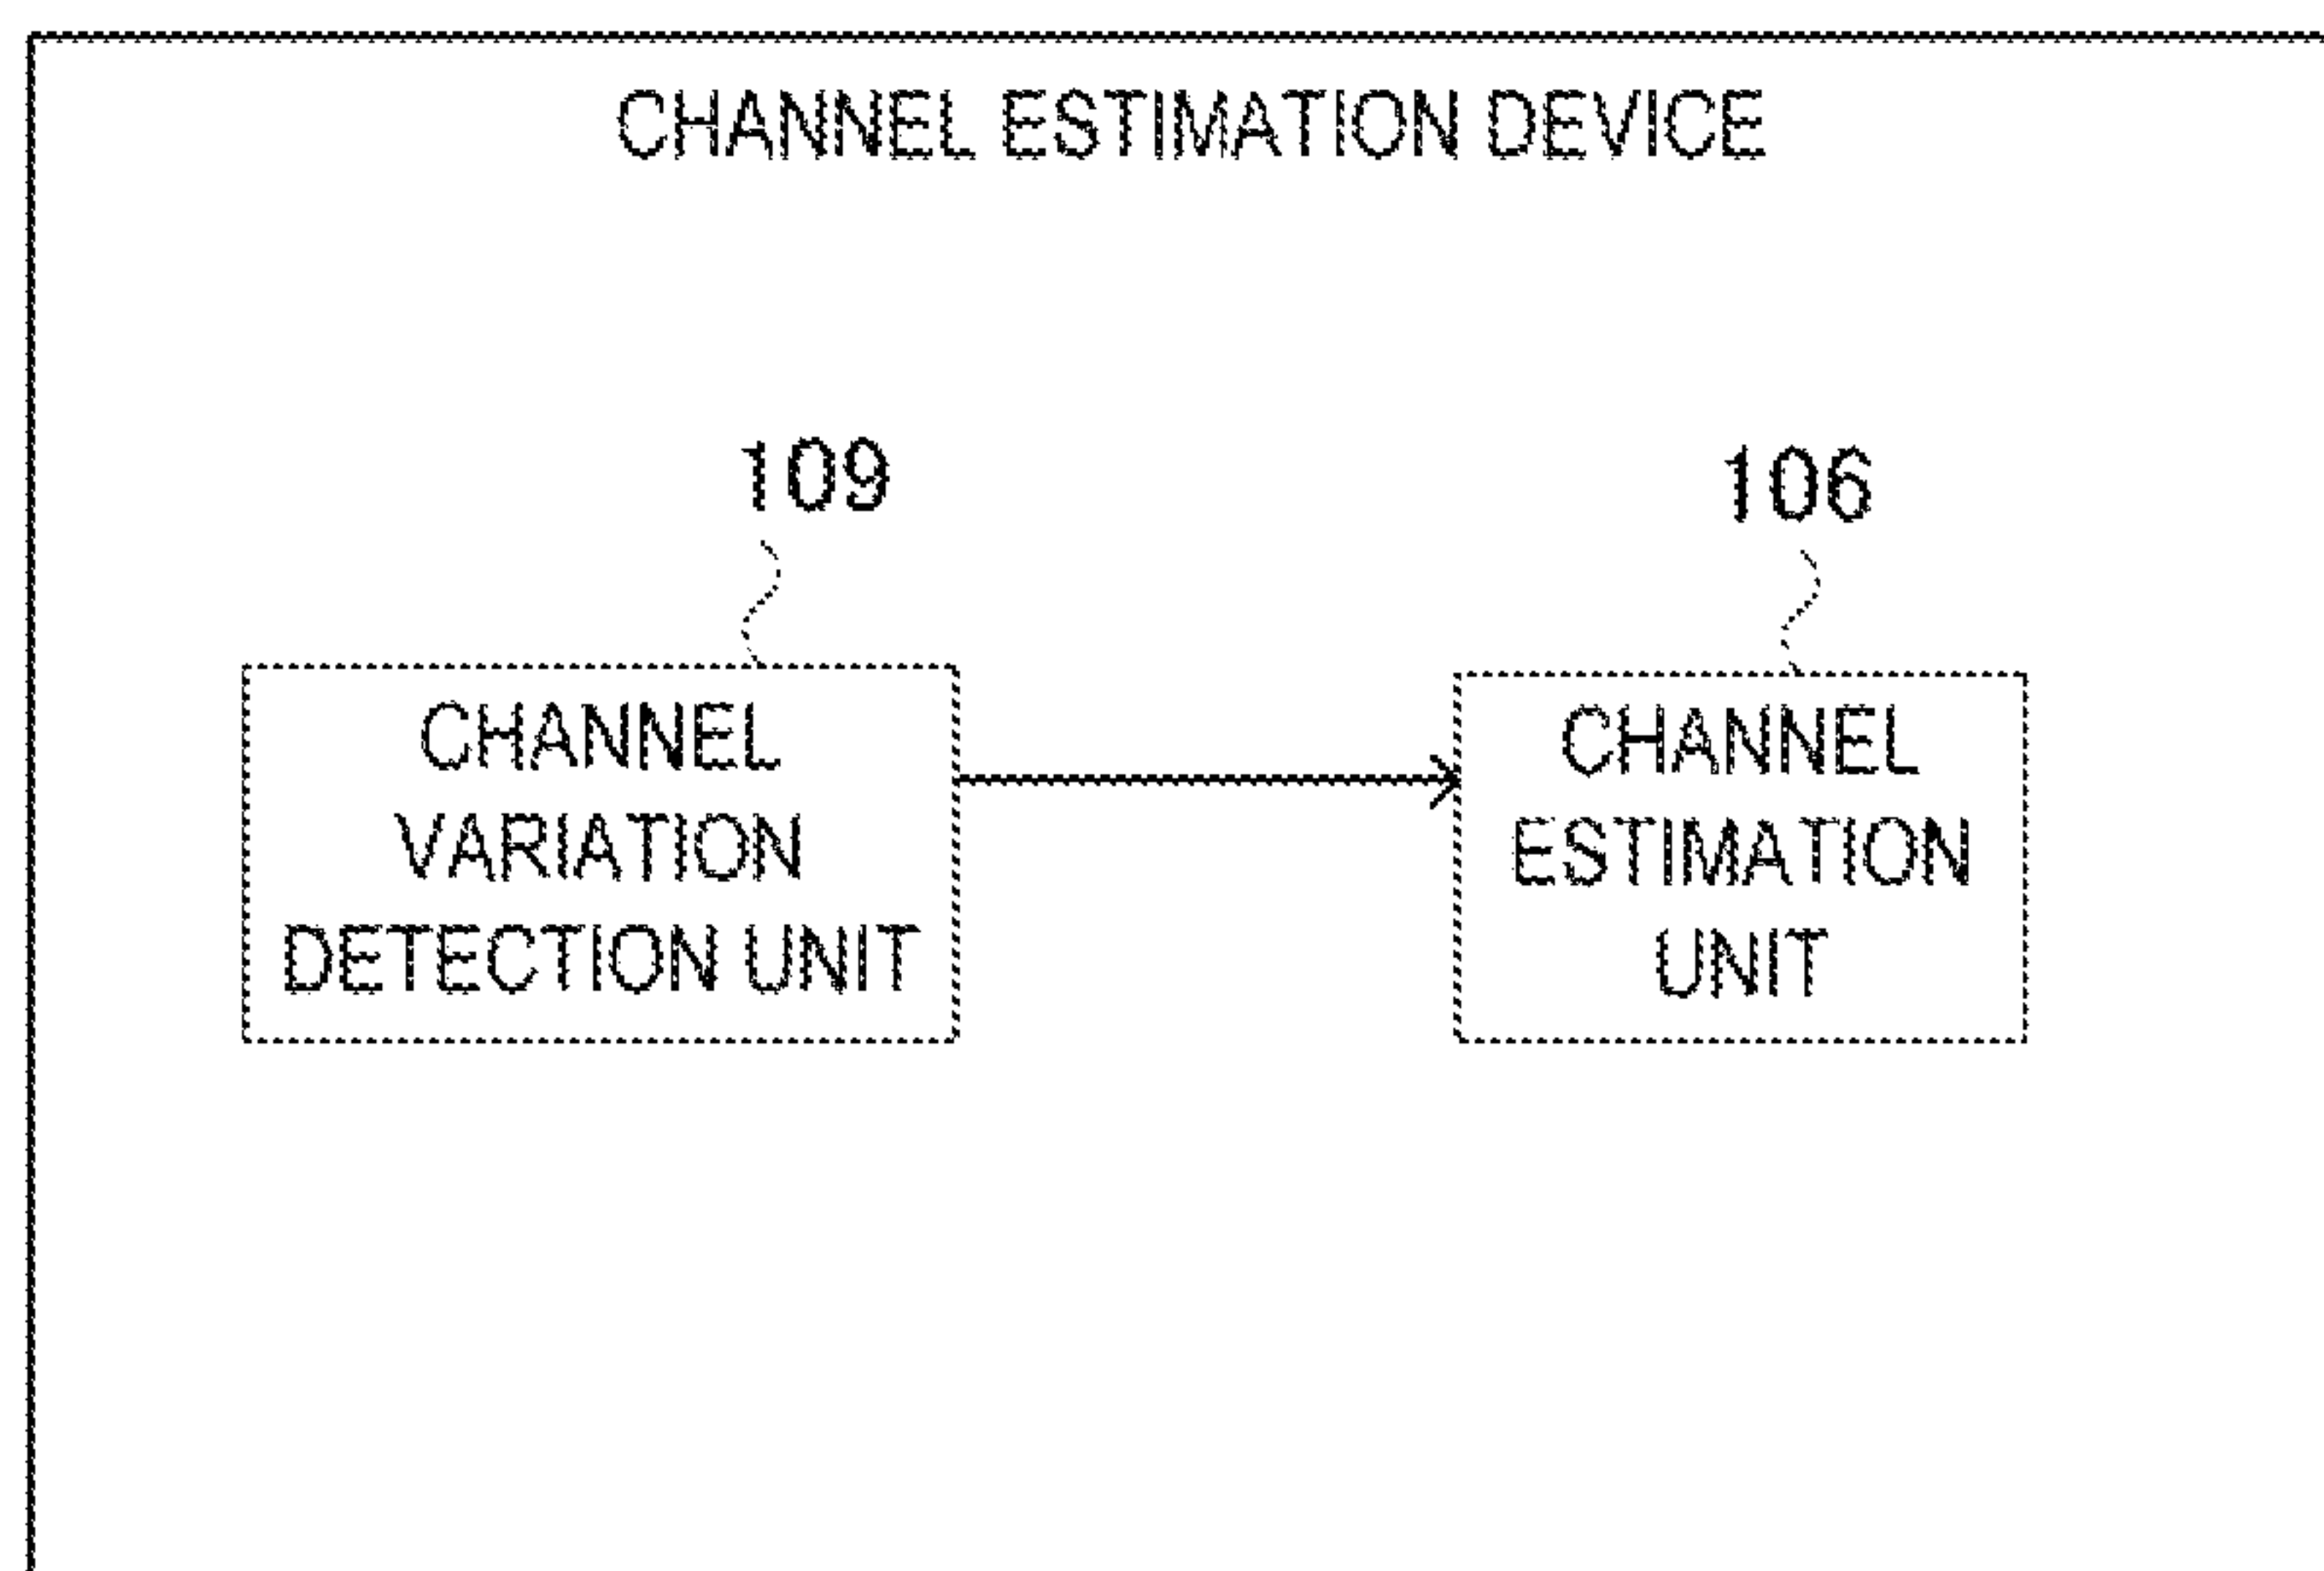 CHANNEL ESTIMATION DEVICE
109
106
CHANNEL
VARIATION
DETECTION UNIT
CHANNEL
ESTIMATION
UNIT